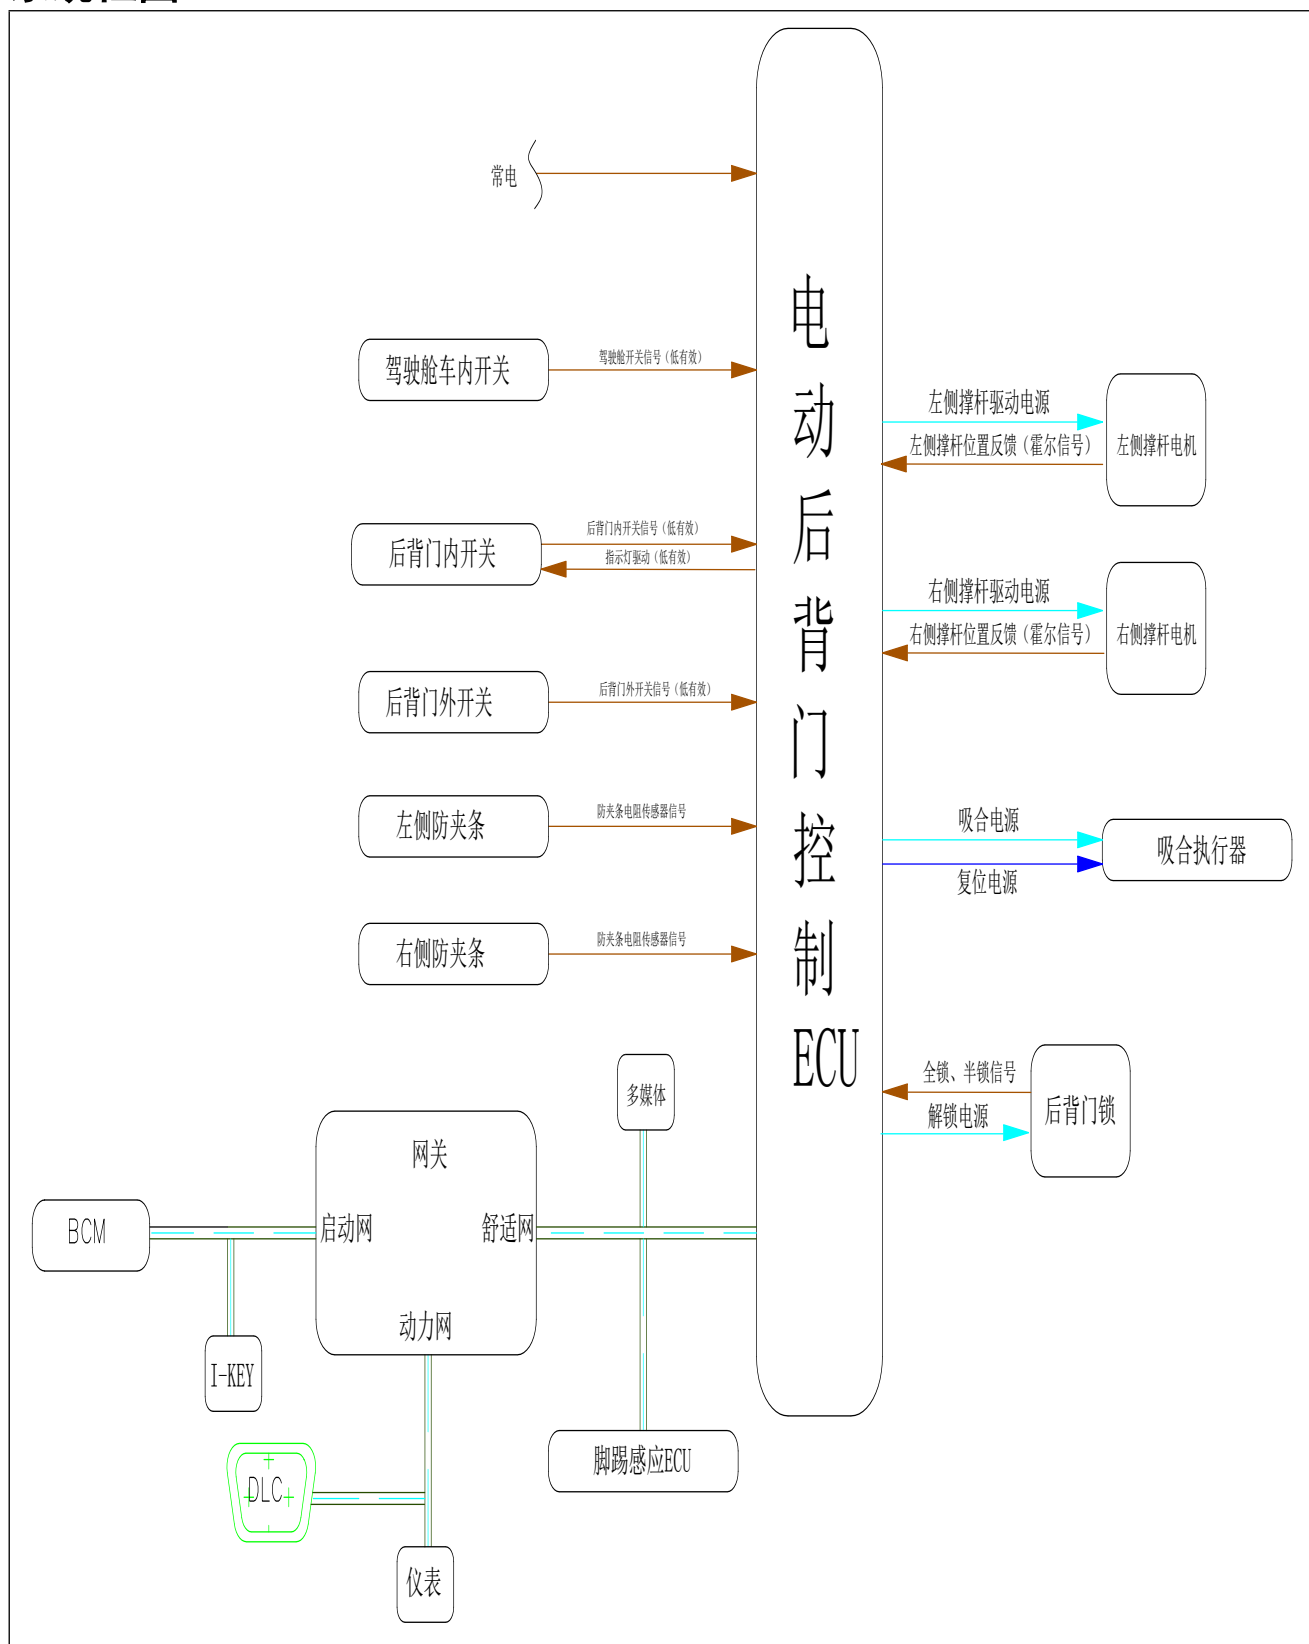 常电
驾驶舱车内开关
驾驶舱开关信号（低有效）
后背门内开关
后背门内开关信号（低有效）
指示灯驱动（低有效）
后背门外开关
后背门外开关信号（低有效）
左侧防夹条
防夹条电阻传感器信号
右侧防夹条
防夹条电阻传感器信号
电动后背门控制ECU
左侧撑杆驱动电源
左侧撑杆位置反馈（霍尔信号）
左侧撑杆电机
右侧撑杆驱动电源
右侧撑杆位置反馈（霍尔信号）
右侧撑杆电机
吸合电源
复位电源
吸合执行器
全锁、半锁信号
解锁电源
后背门锁
多媒体
网关
启动网
舒适网
动力网
BCM
I-KEY
DLC
仪表
脚踢感应ECU